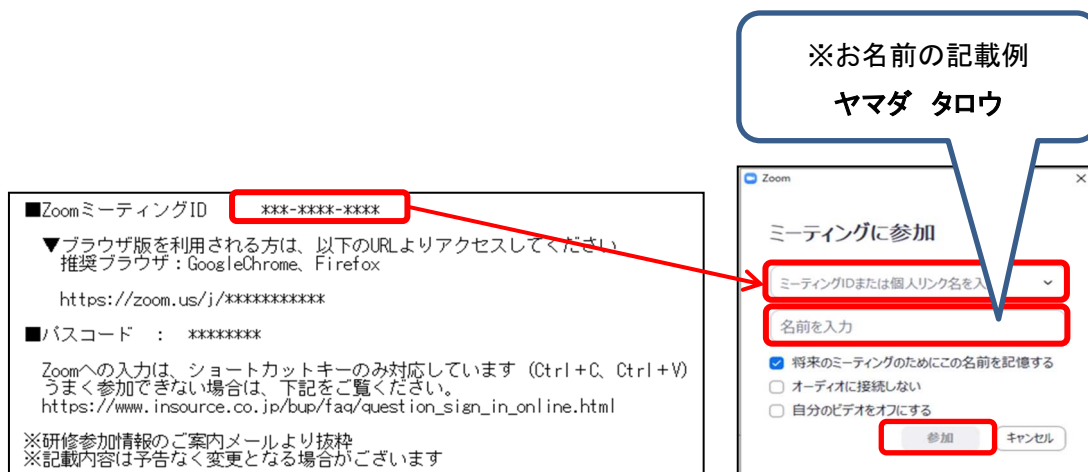 ※お名前の記載例
ヤマダ　タロウ
■ZoomミーティングID　***-****-****
▼ブラウザ版を利用される方は、以下のURLよりアクセスしてください
推奨ブラウザ：GoogleChrome、Firefox
https://zoom.us/j/***********
■パスコード　：　********
Zoomへの入力は、ショートカットキーのみ対応しています（Ctrl+C、Ctrl+V）
うまく参加できない場合は、下記をご覧ください。
https://www.insource.co.jp/bup/faq/question_sign_in_online.html
※研修参加情報のご案内メールより抜粋
※記載内容は予告なく変更となる場合がございます
Zoom
ミーティングに参加
ミーティングIDまたは個人リンク名を入
名前を入力
将来のミーティングのためにこの名前を記憶する
オーディオに接続しない
自分のビデオをオフにする
参加　キャンセル